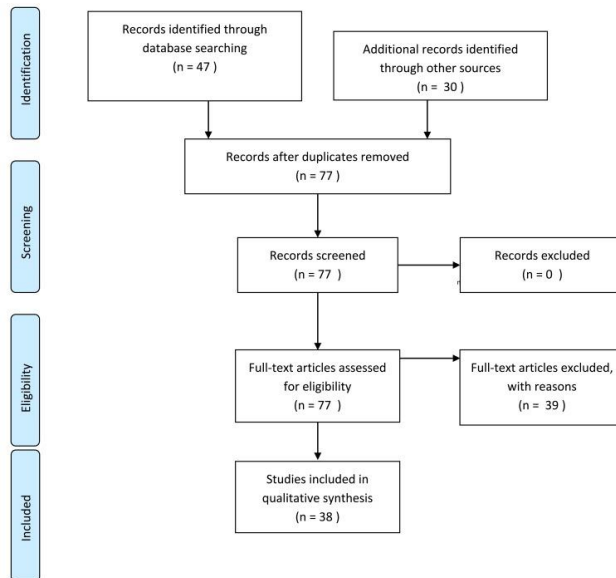 Identification
Records identified through
database searching
(n = 47 )
Additional records identified
through other sources
(n = 30 )
Records after duplicates removed
(n = 77 )
Screening
Records screened
(n = 77 )
Records excluded
(n = 0 )
Eligibility
Full-text articles assessed
for eligibility
(n = 77 )
Full-text articles excluded,
with reasons
(n = 39 )
Included
Studies included in
qualitative synthesis
(n = 38 )